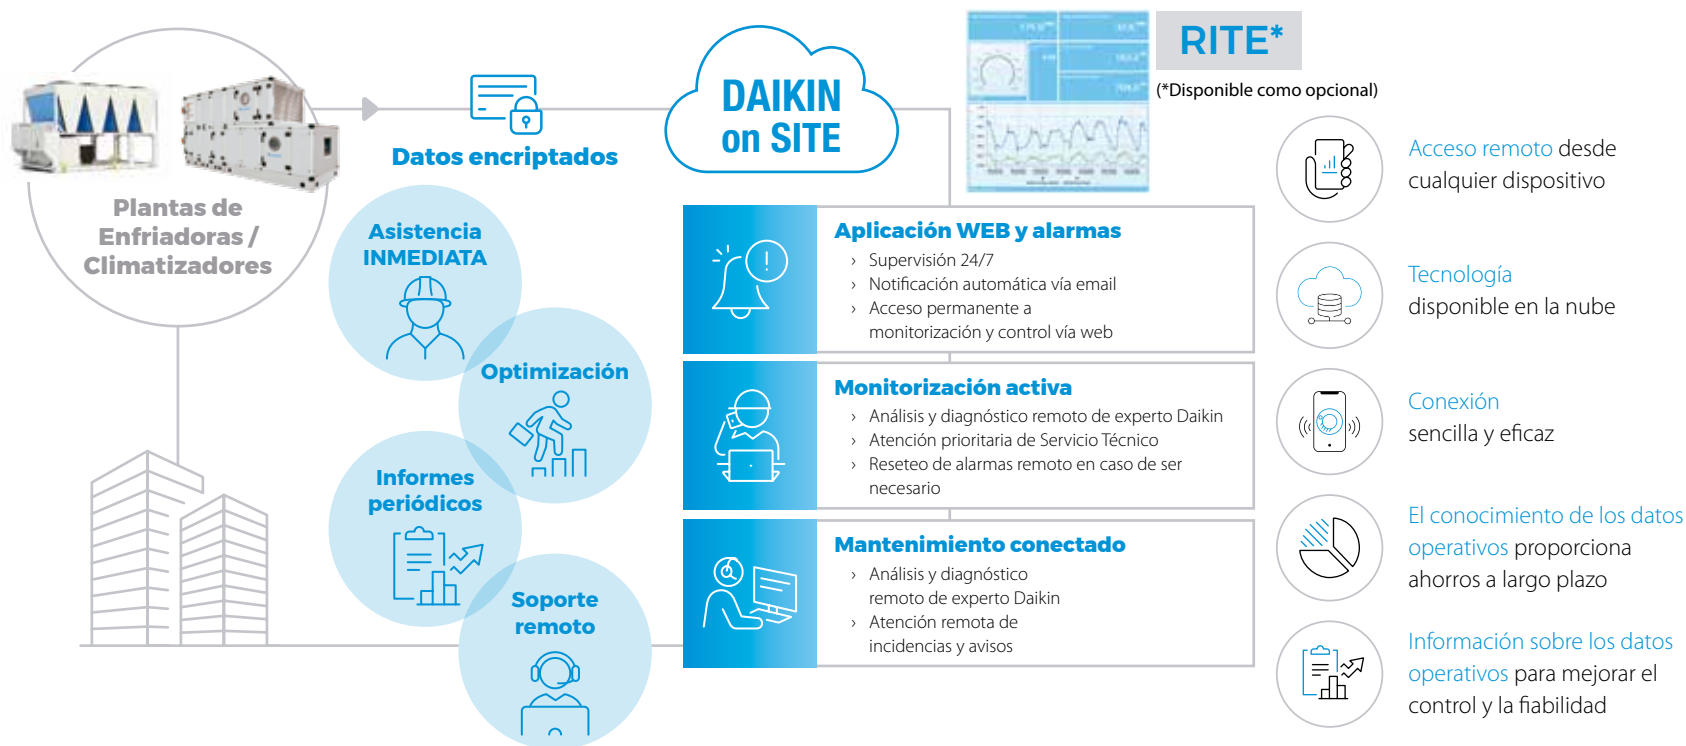 Plantas de
Enfriadoras /
Climatizadores
Datos encriptados
DAIKIN
on SITE
RITE*
(*Disponible como opcional)
Asistencia
INMEDIATA
Optimización
Informes
periódicos
Soporte
remoto
Aplicación WEB y alarmas
› Supervisión 24/7
› Notificación automática vía email
› Acceso permanente a
monitorización y control vía web
Monitorización activa
› Análisis y diagnóstico remoto de experto Daikin
› Atención prioritaria de Servicio Técnico
› Reseteo de alarmas remoto en caso de ser
necesario
Mantenimiento conectado
› Análisis y diagnóstico
remoto de experto Daikin
› Atención remota de
incidencias y avisos
Acceso remoto desde
cualquier dispositivo
Tecnología
disponible en la nube
Conexión
sencilla y eficaz
El conocimiento de los datos
operativos proporciona
ahorros a largo plazo
Información sobre los datos
operativos para mejorar el
control y la fiabilidad